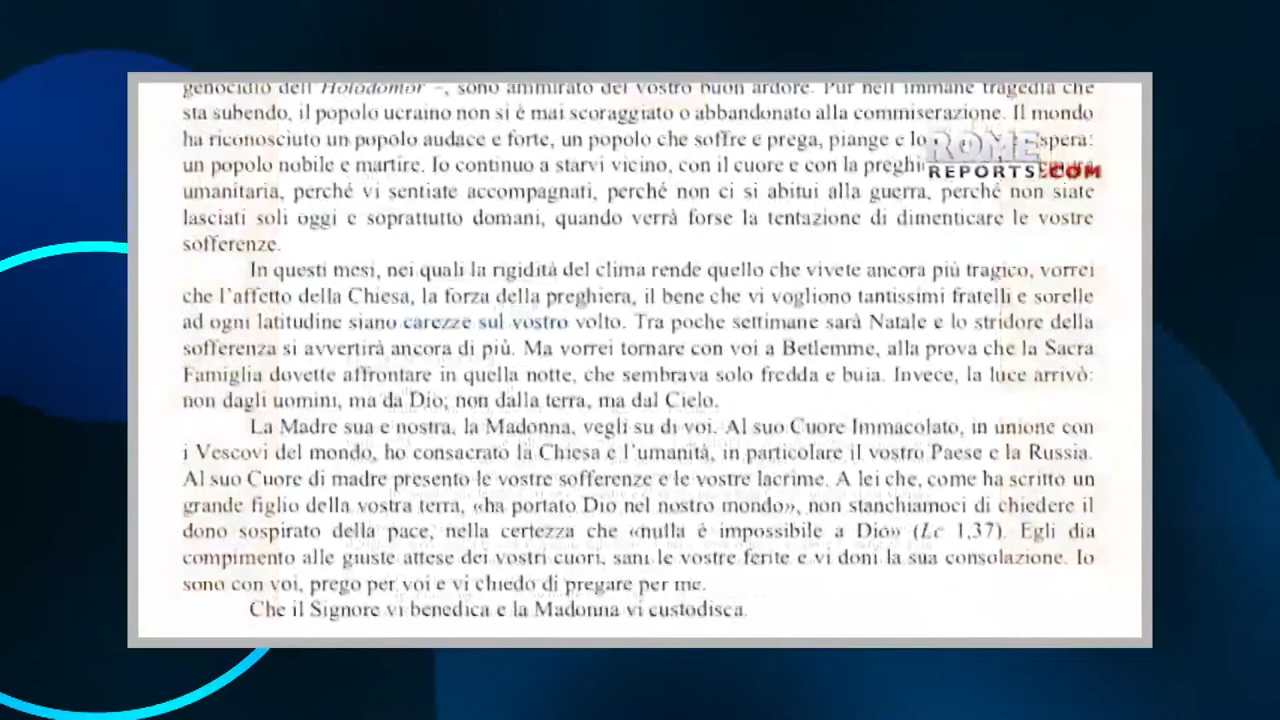 genocidio dell'Holodomor –, sono ammirato del vostro buon ardore. Pur nell'immane tragedia che
sta subendo, il popolo ucraino non si è mai scoraggiato o abbandonato alla commiserazione. Il mondo
ha riconosciuto un popolo audace e forte, un popolo che soffre e prega, piange e lo spera:
un popolo nobile e martire. Io continuo a starvi vicino, con il cuore e con la
umanitaria, perché vi sentiate accompagnati, perché non ci si abitui alla guerra, perché non siate
lasciati soli oggi e soprattutto domani, quando verrà forse la tentazione di dimenticare le vostre
sofferenze.
In questi mesi, nei quali la rigidità del clima rende quello che vivete ancora più tragico, vorrei
che l'affetto della Chiesa, la forza della preghiera, il bene che vi vogliono tantissimi fratelli e sorelle
ad ogni latitudine siano carezze sul vostro volto. Tra poche settimane sarà Natale e lo stridore della
sofferenza si avvertirà ancora di più. Ma vorrei tornare con voi a Betlemme, alla prova che la Sacra
Famiglia dovette affrontare in quella notte, che sembrava solo fredda e buia. Invece, la luce arrivò:
non dagli uomini, ma da Dio; non dalla terra, ma dal Cielo.
La Madre sua e nostra, la Madonna, vegli su di voi. Al suo Cuore Immacolato, in unione con
i Vescovi del mondo, ho consacrato la Chiesa e l'umanità, in particolare il vostro Paese e la Russia.
Al suo Cuore di madre presento le vostre sofferenze e le vostre lacrime. A lei che, come ha scritto un
grande figlio della vostra terra, «ha portato Dio nel nostro mondo», non stanchiamoci di chiedere il
dono sospirato della pace, nella certezza che «nulla è impossibile a Dio» (Lc 1,37). Egli dia
compimento alle giuste attese dei vostri cuori, sani le vostre ferite e vi doni la sua consolazione. Io
sono con voi, prego per voi e vi chiedo di pregare per me.
Che il Signore vi benedica e la Madonna vi custodisca.
ROME
REPORTS.COM